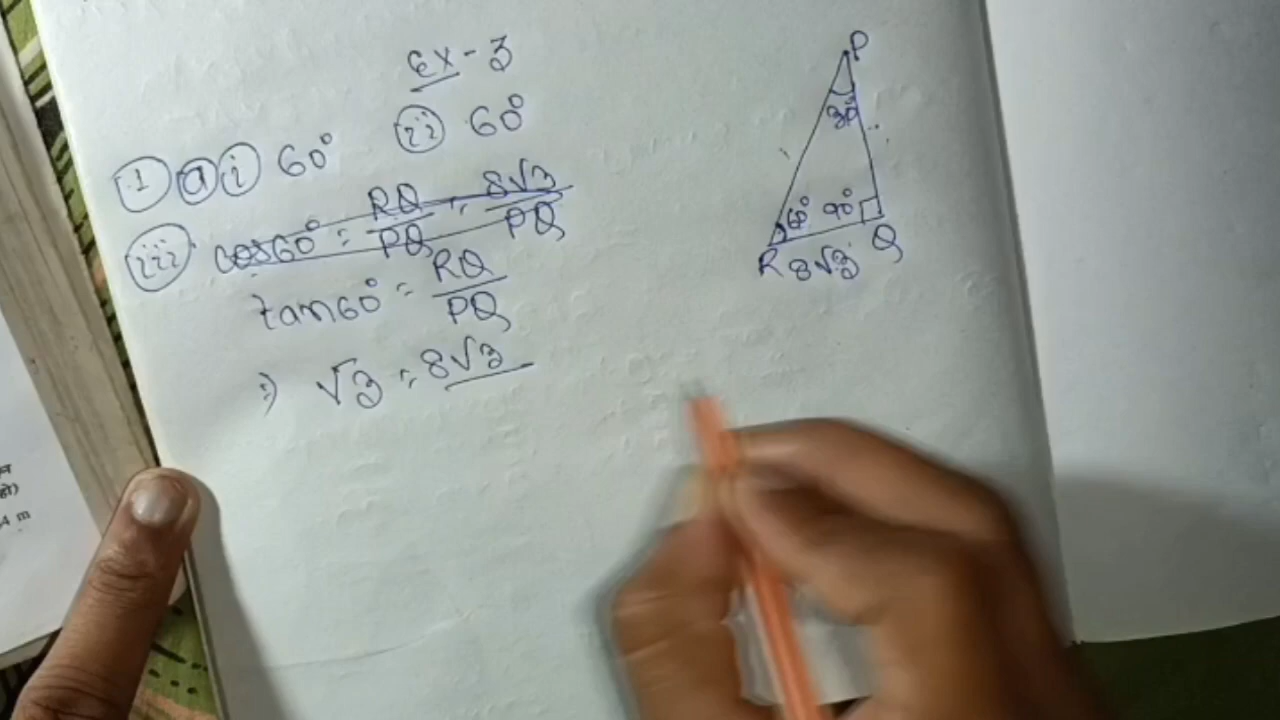 Ex - 3
1 a i 60° ii 60°
iii cos60° = RQ/PQ = 8√3/PQ
tan60° = RQ/PQ
⇒ √3 = 8√3
P
30°
60° 90°
R 8√3 Q
हो)
4 m